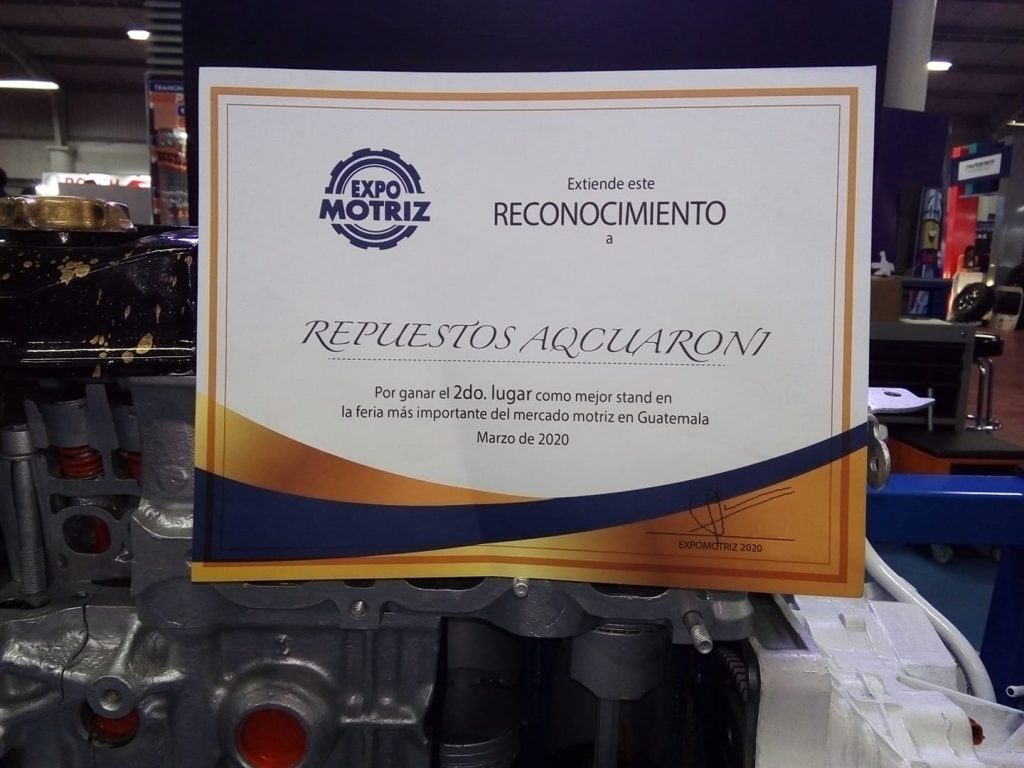 EXPO
MOTRIZ
Extiende este
RECONOCIMIENTO
a
REPUESTOS AQCUARONI
Por ganar el 2do. lugar como mejor stand en
la feria más importante del mercado motriz en Guatemala
Marzo de 2020
EXPOMOTRIZ 2020
3